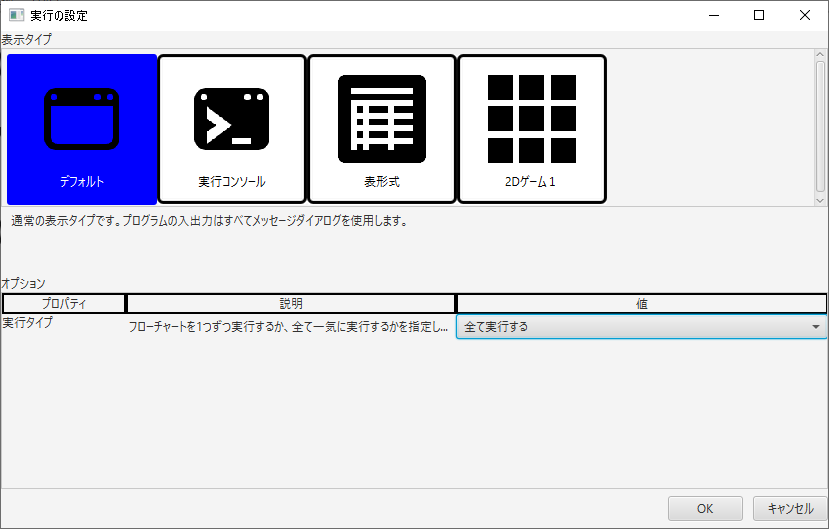 実行の設定
表示タイプ
デフォルト
実行コンソール
表形式
2Dゲーム１
通常の表示タイプです。プログラムの入出力はすべてメッセージダイアログを使用します。
オプション
プロパティ 説明 値
実行タイプ フローチャートを1つずつ実行するか、全て一気に実行するかを指定し... 全て実行する
OK キャンセル